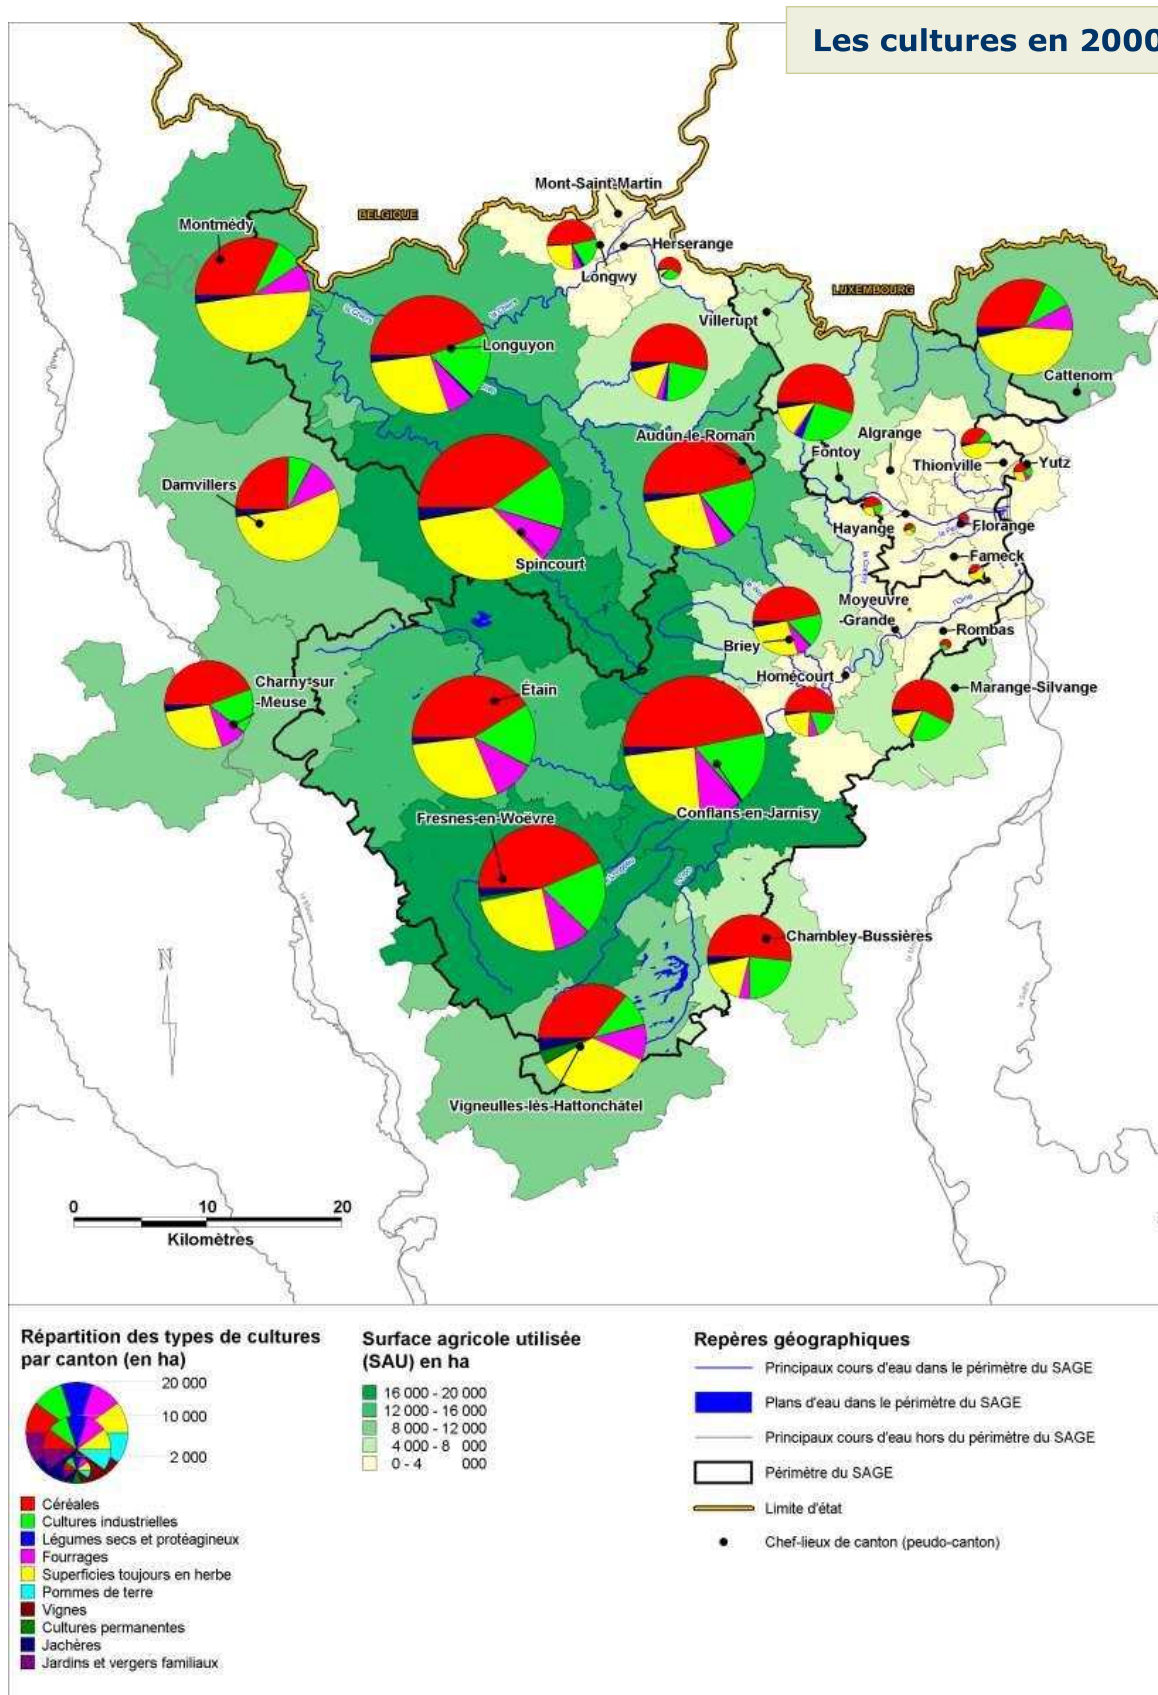 Les cultures en 2000
Mont-Saint-Martin
Montmédy
BELGIQUE
Herserange
Longwy
LUXEMBOURG
la Chiers
la Chiers
Villerupt
Longuyon
Cattenom
Audun-le-Roman
Algrange
Fontoy
Thionville
Yutz
Damvillers
Hayange
Florange
Spincourt
Fameck
Moyeuvre
-Grande
l'Orne
Rombas
Briey
Homécourt
Charny-sur
-Meuse
Étain
Marange-Silvange
Conflans-en-Jarnisy
Fresnes-en-Woëvre
Chambley-Bussières
N
Vigneulles-lès-Hattonchâtel
0 10 20
Kilomètres
Répartition des types de cultures
par canton (en ha)
20 000
10 000
2 000
Céréales
Cultures industrielles
Légumes secs et protéagineux
Fourrages
Superficies toujours en herbe
Pommes de terre
Vignes
Cultures permanentes
Jachères
Jardins et vergers familiaux
Surface agricole utilisée
(SAU) en ha
16 000 - 20 000
12 000 - 16 000
8 000 - 12 000
4 000 - 8 000
0 - 4 000
Repères géographiques
Principaux cours d'eau dans le périmètre du SAGE
Plans d'eau dans le périmètre du SAGE
Principaux cours d'eau hors du périmètre du SAGE
Périmètre du SAGE
Limite d'état
Chef-lieux de canton (peudo-canton)